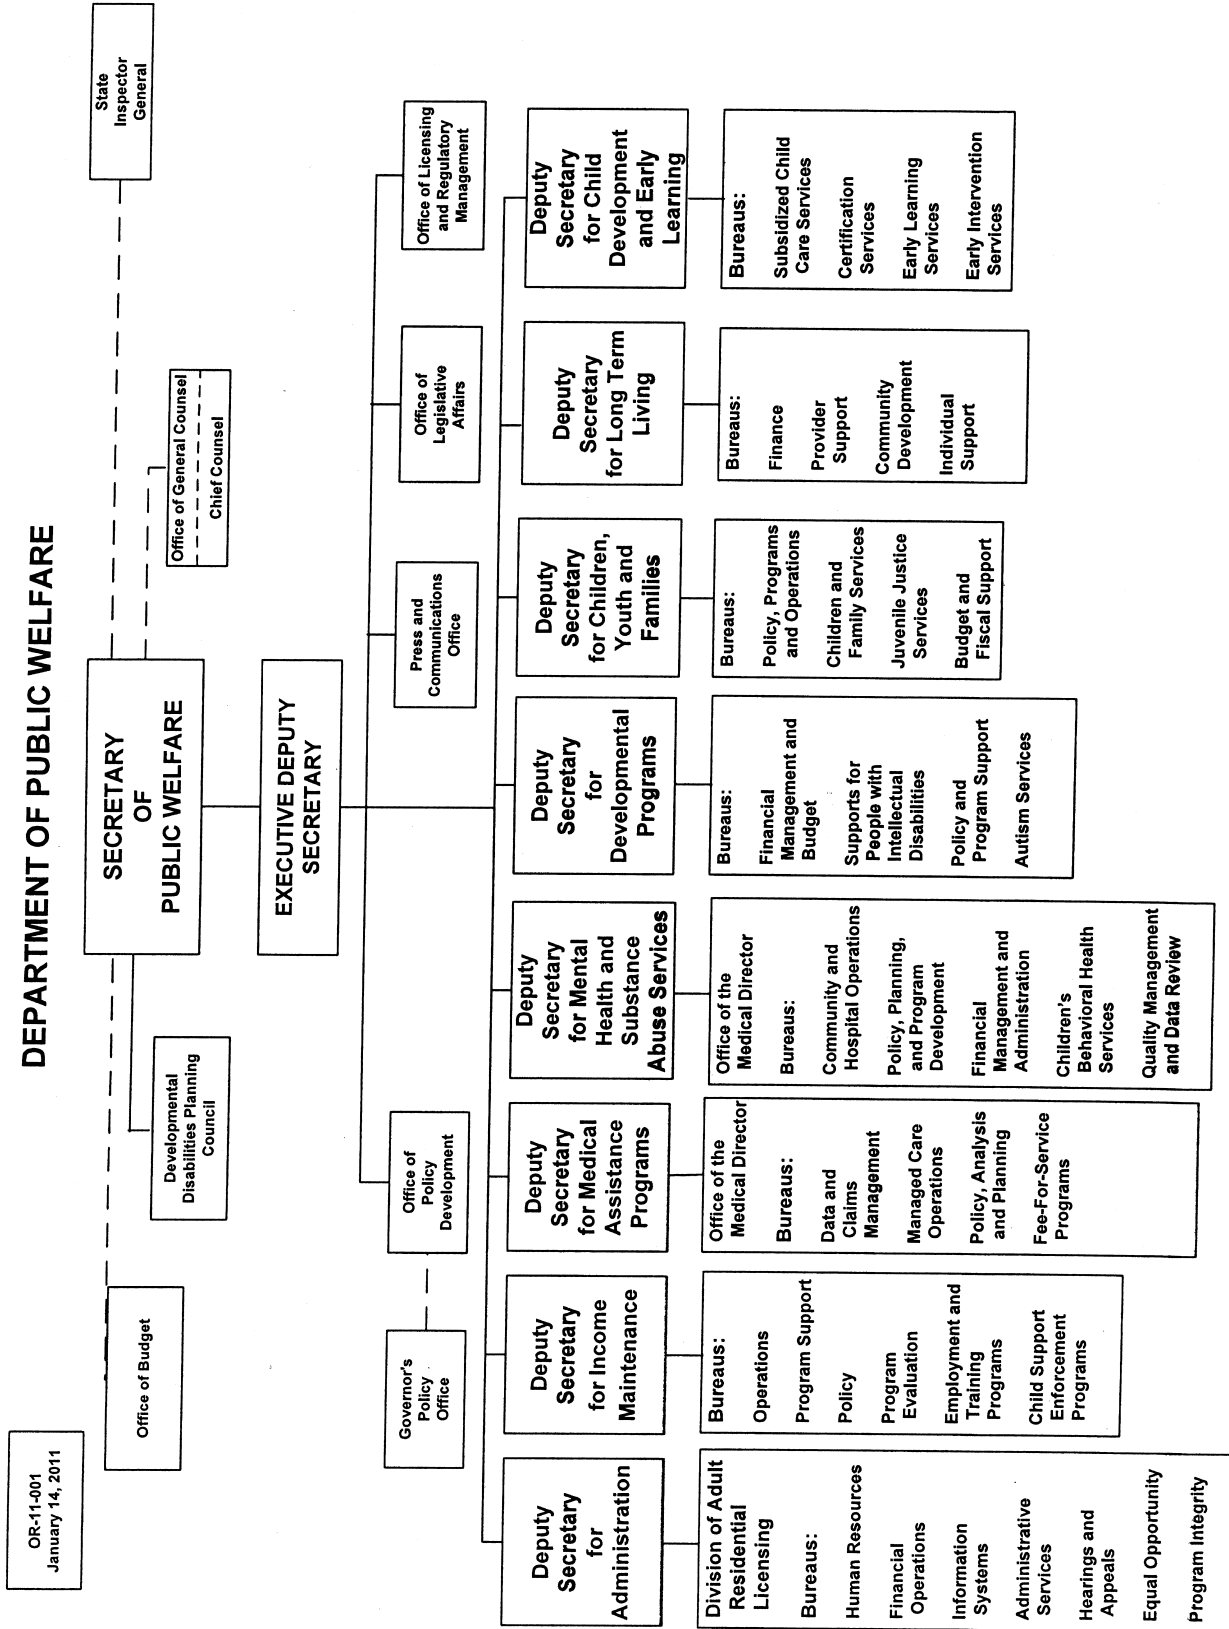 OR-11-001
January 14, 2011
DEPARTMENT OF PUBLIC WELFARE
Office of Budget
Developmental
Disabilities Planning
Council
SECRETARY
OF
PUBLIC WELFARE
Office of General Counsel
Chief Counsel
State
Inspector
General
EXECUTIVE DEPUTY
SECRETARY
Governor's
Policy
Office
Office of
Policy
Development
Press and
Communications
Office
Office of
Legislative
Affairs
Office of Licensing
and Regulatory
Management
Deputy
Secretary
for
Administration
Division of Adult
Residential
Licensing
Bureaus:
Human Resources
Financial
Operations
Information
Systems
Administrative
Services
Hearings and
Appeals
Equal Opportunity
Program Integrity
Deputy
Secretary
for Income
Maintenance
Bureaus:
Operations
Program Support
Policy
Program
Evaluation
Employment and
Training
Programs
Child Support
Enforcement
Programs
Deputy
Secretary
for Medical
Assistance
Programs
Office of the
Medical Director
Bureaus:
Data and
Claims
Management
Managed Care
Operations
Policy, Analysis
and Planning
Fee-For-Service
Programs
Deputy
Secretary
for Mental
Health and
Substance
Abuse Services
Office of the
Medical Director
Bureaus:
Community and
Hospital Operations
Policy, Planning,
and Program
Development
Financial
Management and
Administration
Children's
Behavioral Health
Services
Quality Management
and Data Review
Deputy
Secretary
for
Developmental
Programs
Bureaus:
Financial
Management and
Budget
Supports for
People with
Intellectual
Disabilities
Policy and
Program Support
Autism Services
Deputy
Secretary
for Children,
Youth and
Families
Bureaus:
Policy, Programs
and Operations
Children and
Family Services
Juvenile Justice
Services
Budget and
Fiscal Support
Deputy
Secretary
for Long Term
Living
Bureaus:
Finance
Provider
Support
Community
Development
Individual
Support
Deputy
Secretary
for Child
Development
and Early
Learning
Bureaus:
Subsidized Child
Care Services
Certification
Services
Early Learning
Services
Early Intervention
Services